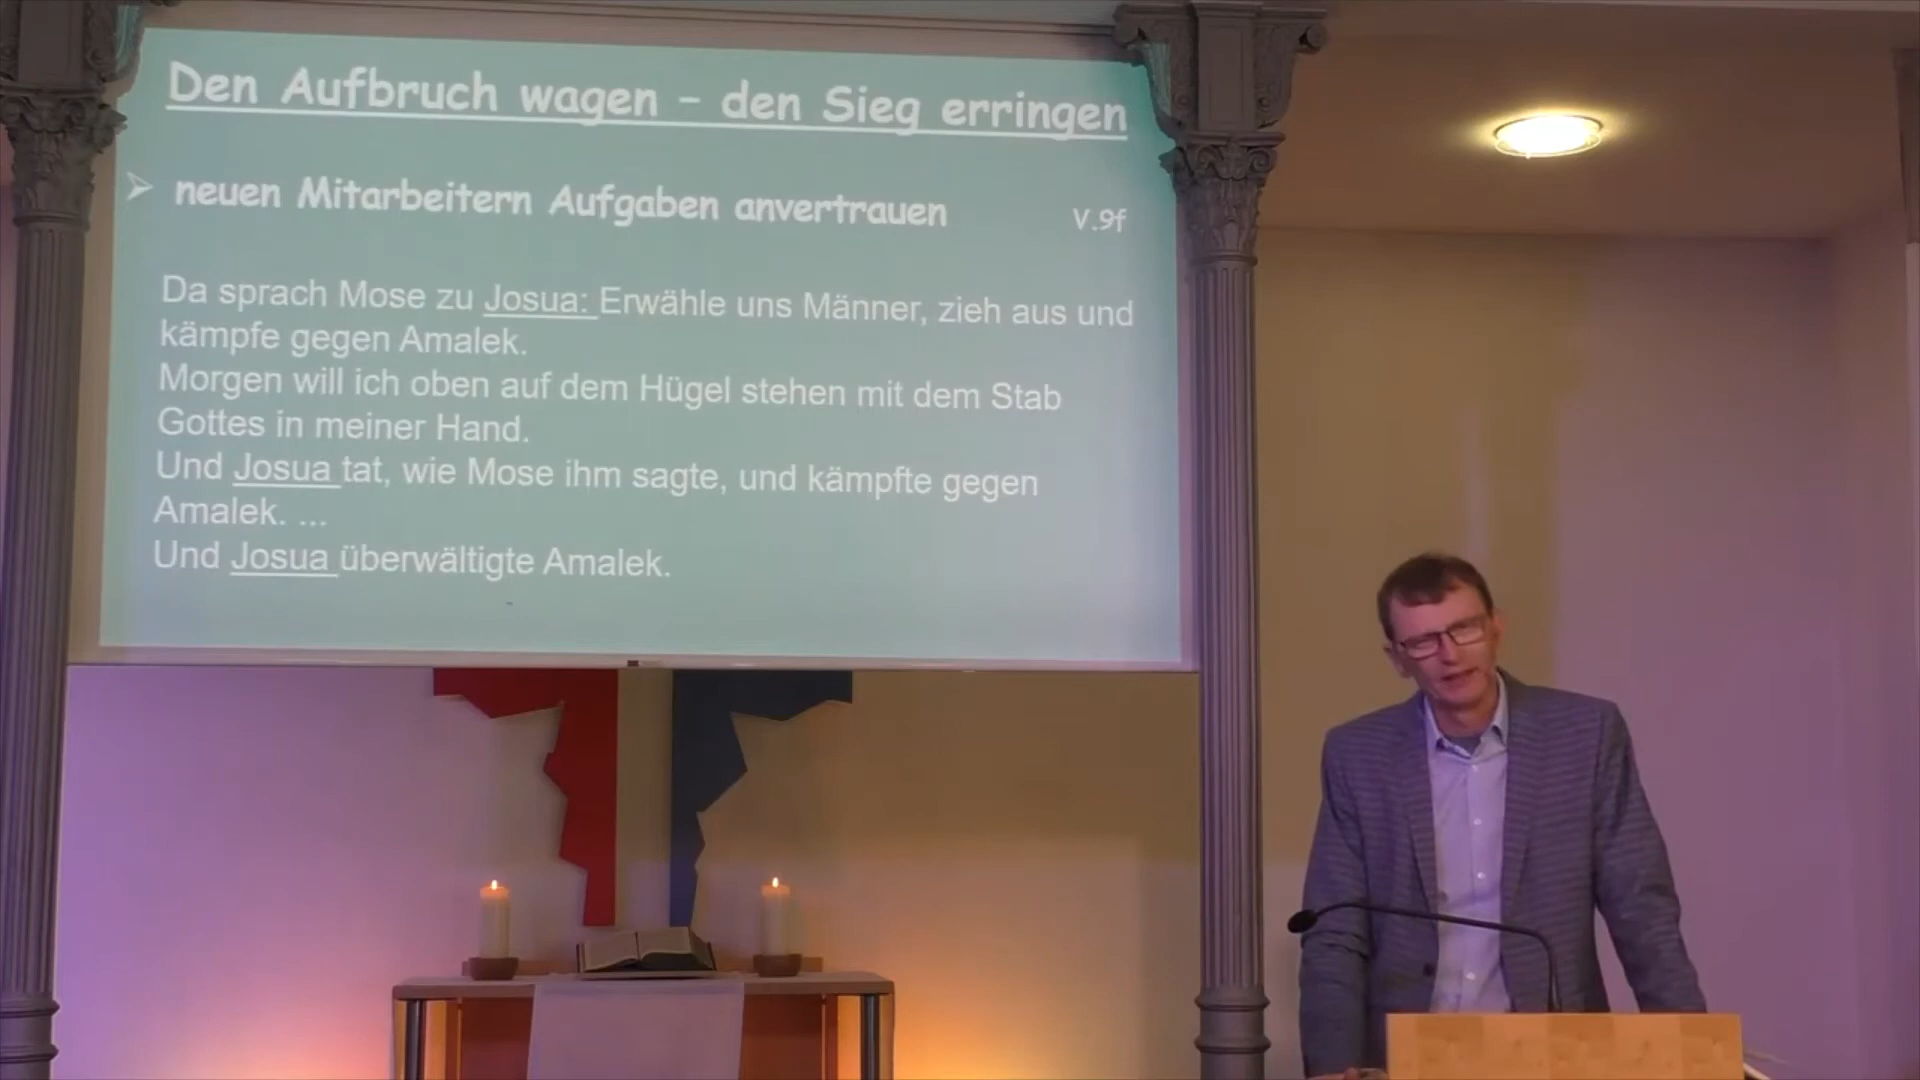 Den Aufbruch wagen – den Sieg erringen
➢ neuen Mitarbeitern Aufgaben anvertrauen V.9f
Da sprach Mose zu Josua: Erwähle uns Männer, zieh aus und
kämpfe gegen Amalek.
Morgen will ich oben auf dem Hügel stehen mit dem Stab
Gottes in meiner Hand.
Und Josua tat, wie Mose ihm sagte, und kämpfte gegen
Amalek. ...
Und Josua überwältigte Amalek.